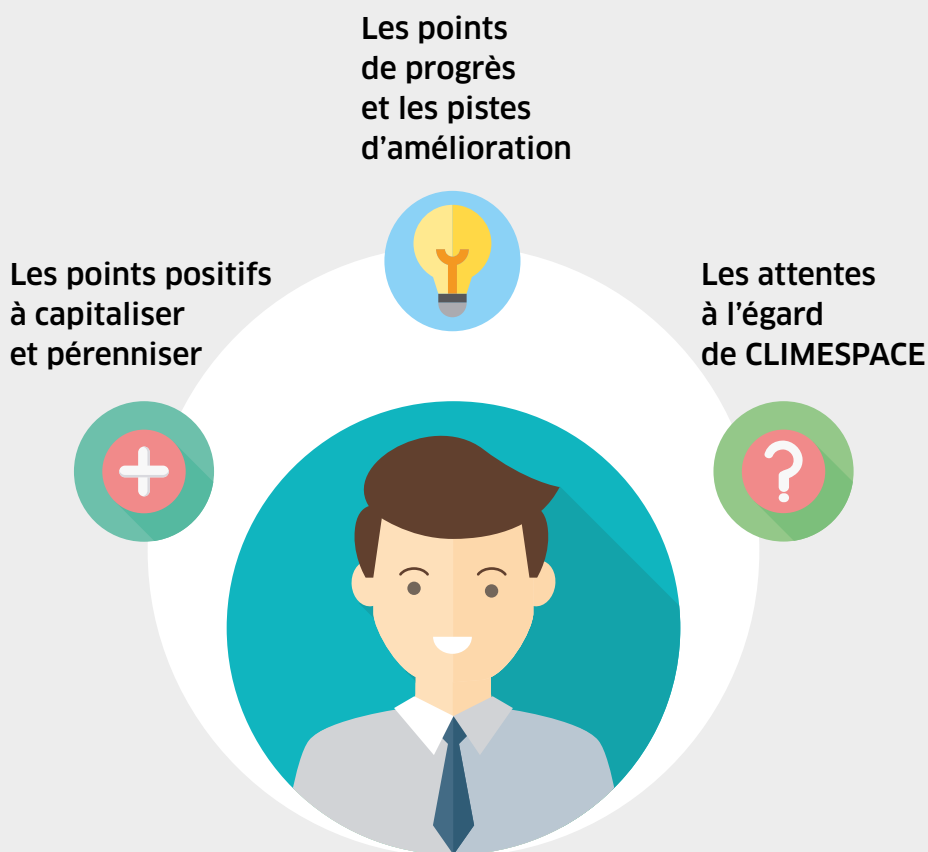 Les points
de progrès
et les pistes
d’amélioration
Les points positifs
à capitaliser
et pérenniser
Les attentes
à l’égard
de CLIMESPACE